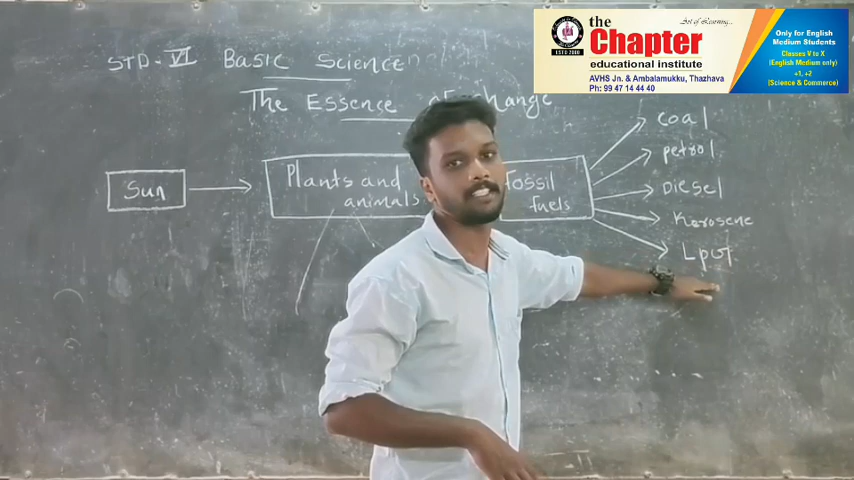 STD - VI Basic Science
The Essence of Change
Sun
Plants and
animals
Fossil
fuels
coal
petrol
Diesel
Kerosene
Lpg
the
Chapter
educational institute
Art of Learning...
ESTD 2009
AVHS Jn. & Ambalamukku, Thazhava
Ph: 99 47 14 44 40
Only for English
Medium Students
Classes V to X
(English Medium only)
+1, +2
(Science & Commerce)